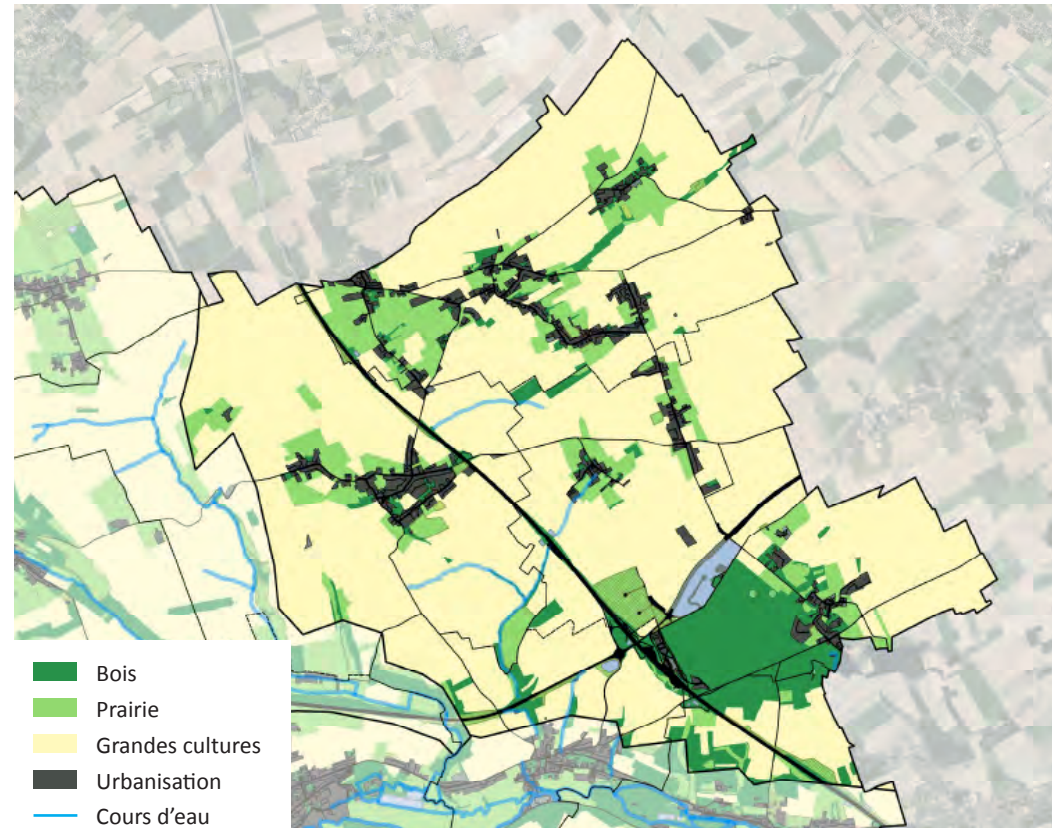 Bois
Prairie
Grandes cultures
Urbanisation
Cours d'eau